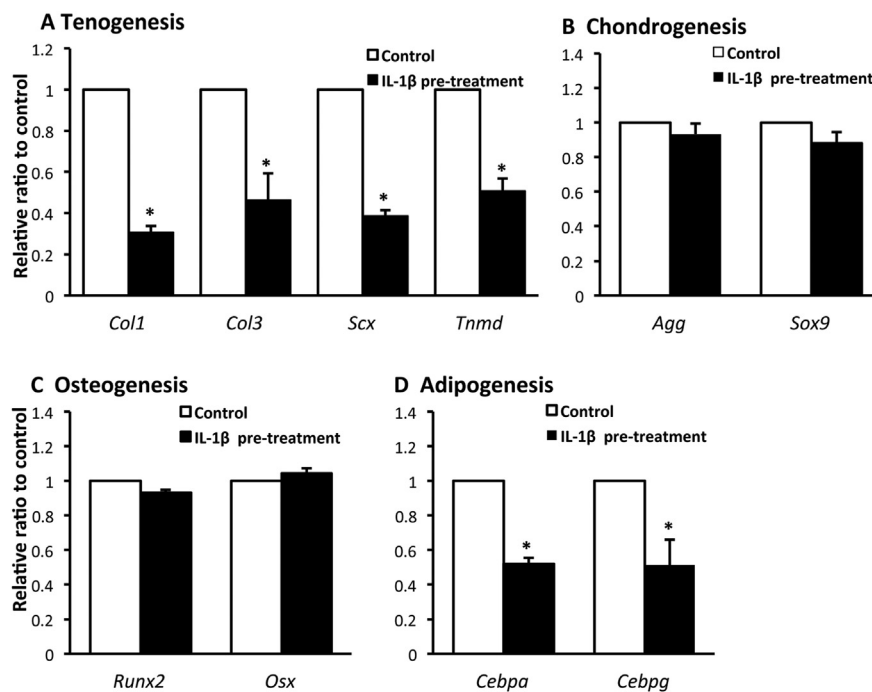 A Tenogenesis
Relative ratio to control
1.2
1
0.8
0.6
0.4
0.2
0
Control
IL-1β pre-treatment
*
*
*
*
Col1 Col3 Scx Tnmd
B Chondrogenesis
1.4
1.2
1
0.8
0.6
0.4
0.2
0
Control
IL-1β pre-treatment
Agg Sox9
C Osteogenesis
Relative ratio to control
1.4
1.2
1
0.8
0.6
0.4
0.2
0
Control
IL-1β pre-treatment
Runx2 Osx
D Adipogenesis
1.4
1.2
1
0.8
0.6
0.4
0.2
0
Control
IL-1β pre-treatment
*
*
Cebpa Cebpg